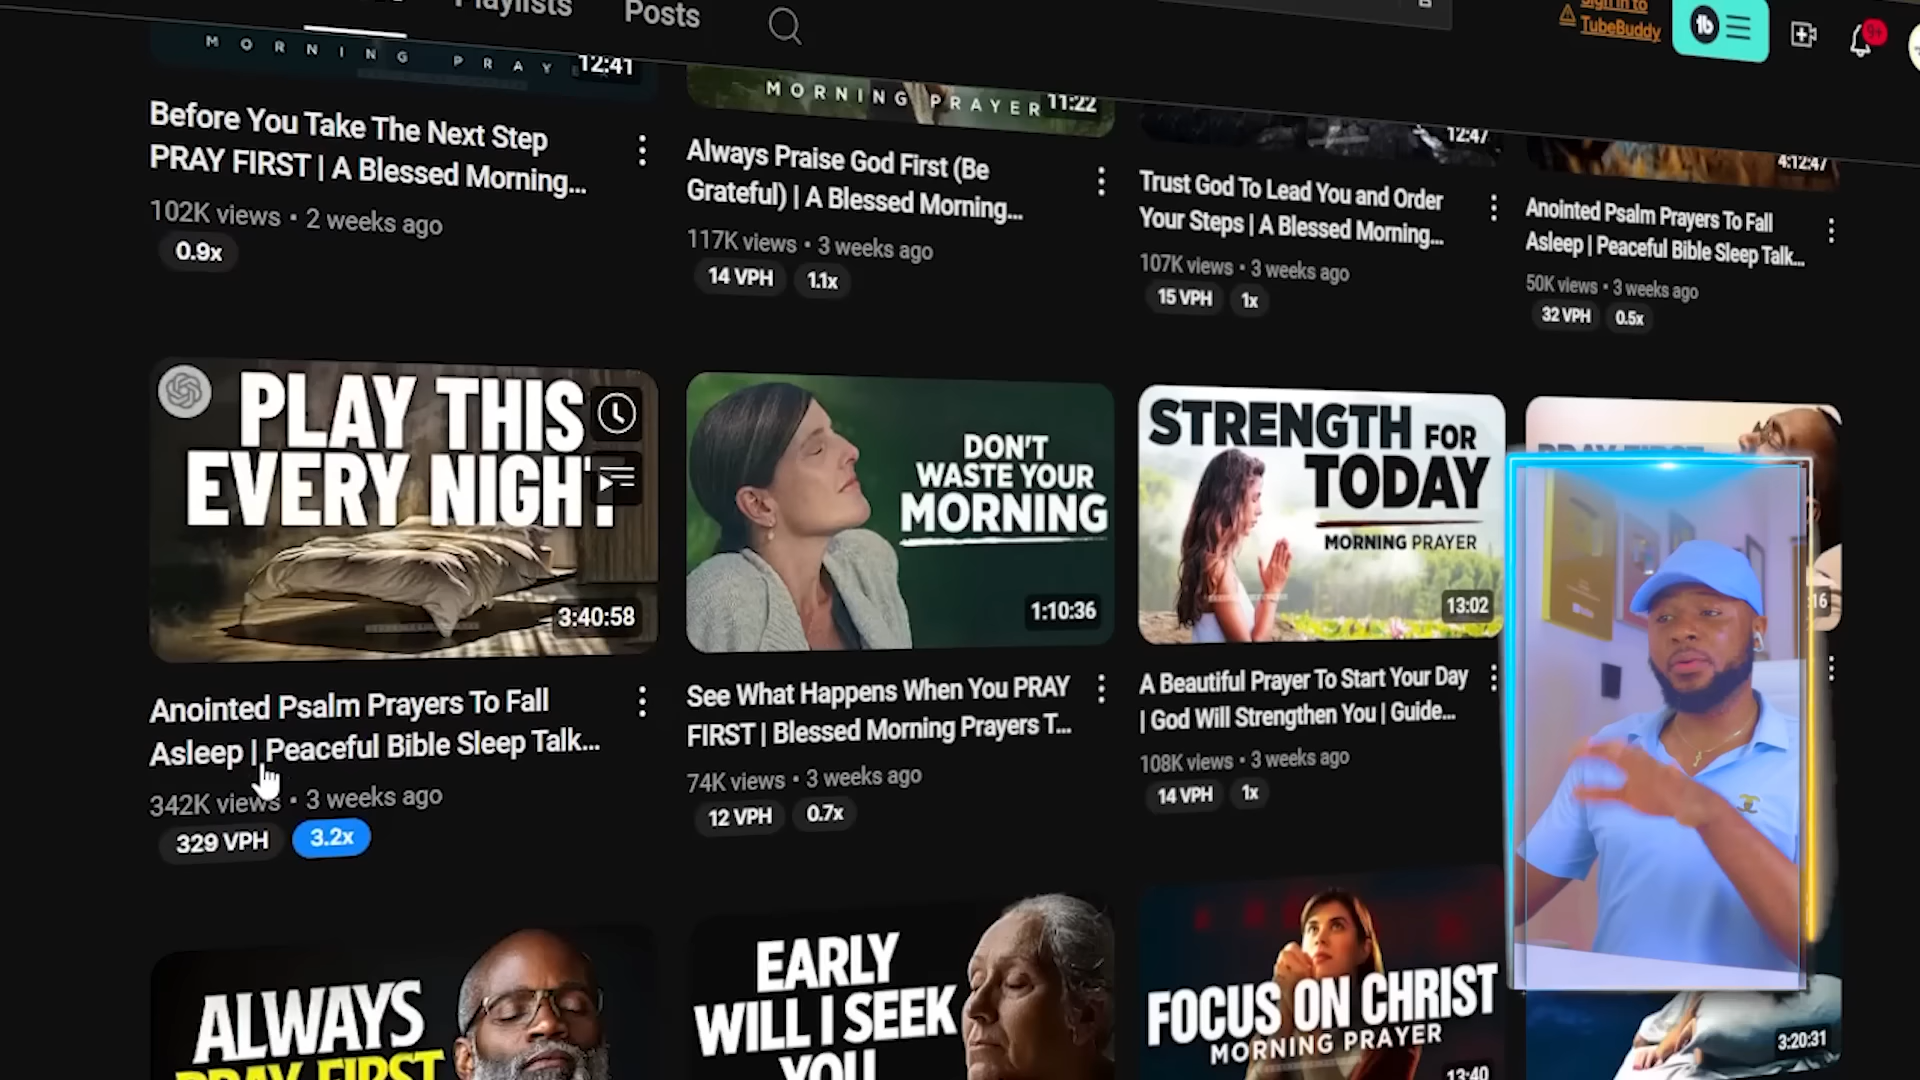 Playlists
Posts
Sign in to
TubeBuddy
9+
MORNING PRAY
12:41
Before You Take The Next Step
PRAY FIRST | A Blessed Morning...
102K views • 2 weeks ago
0.9x
MORNING PRAYER
11:22
Always Praise God First (Be
Grateful) | A Blessed Morning...
117K views • 3 weeks ago
14 VPH
1.1x
12:47
Trust God To Lead You and Order
Your Steps | A Blessed Morning...
107K views • 3 weeks ago
15 VPH
1x
4:12:47
Anointed Psalm Prayers To Fall
Asleep | Peaceful Bible Sleep Talk...
50K views • 3 weeks ago
32 VPH
0.5x
PLAY THIS
EVERY NIGHT.
3:40:58
Anointed Psalm Prayers To Fall
Asleep | Peaceful Bible Sleep Talk...
342K views • 3 weeks ago
329 VPH
3.2x
DON'T
WASTE YOUR
MORNING
1:10:36
See What Happens When You PRAY
FIRST | Blessed Morning Prayers T...
74K views • 3 weeks ago
12 VPH
0.7x
STRENGTH FOR
TODAY
MORNING PRAYER
13:02
A Beautiful Prayer To Start Your Day
| God Will Strengthen You | Guide...
108K views • 3 weeks ago
14 VPH
1x
PRAY FIRST
:16
ALWAYS
PRAY FIRST
EARLY
WILL I SEEK
YOU
FOCUS ON CHRIST
MORNING PRAYER
13:40
3:20:31